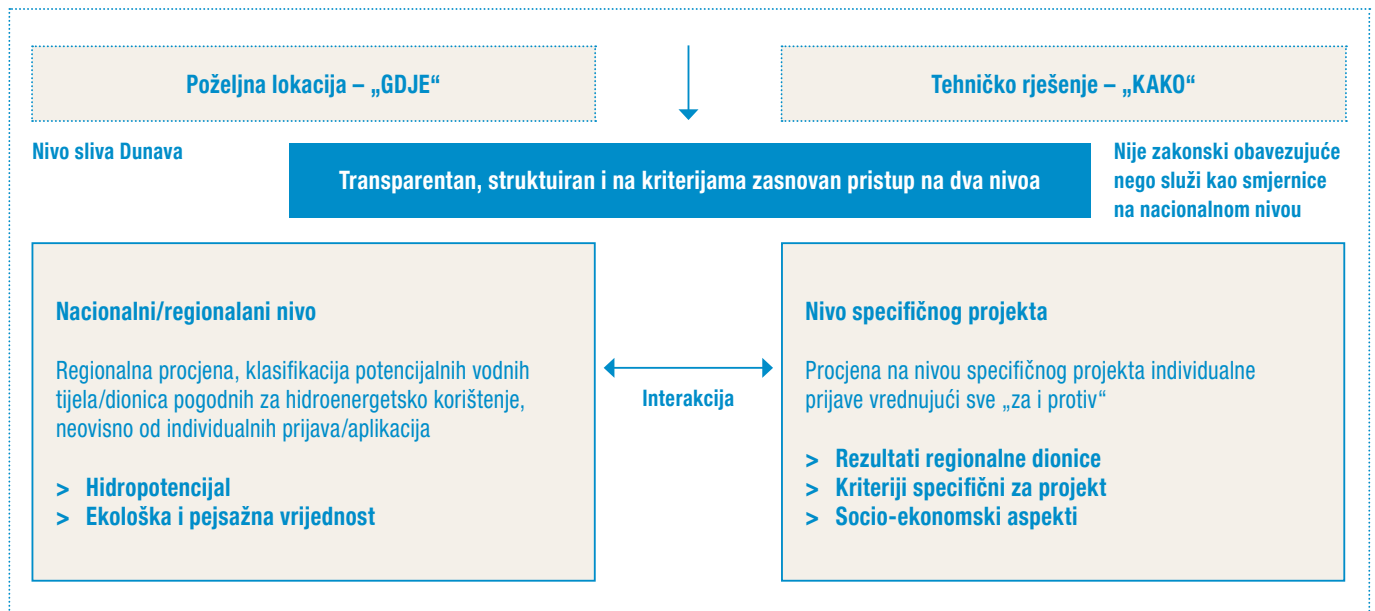 Poželjna lokacija – „GDJE“
Tehničko rješenje – „KAKO“
Nivo sliva Dunava
Transparentan, struktuiran i na kriterijama zasnovan pristup na dva nivoa
Nije zakonski obavezujuće
nego služi kao smjernice
na nacionalnom nivou
Nacionalni/regionalani nivo
Regionalna procjena, klasifikacija potencijalnih vodnih
tijela/dionica pogodnih za hidroenergetsko korištenje,
neovisno od individualnih prijava/aplikacija
> Hidropotencijal
> Ekološka i pejsažna vrijednost
Interakcija
Nivo specifičnog projekta
Procjena na nivou specifičnog projekta individualne
prijave vrednujući sve „za i protiv“
> Rezultati regionalne dionice
> Kriteriji specifični za projekt
> Socio-ekonomski aspekti